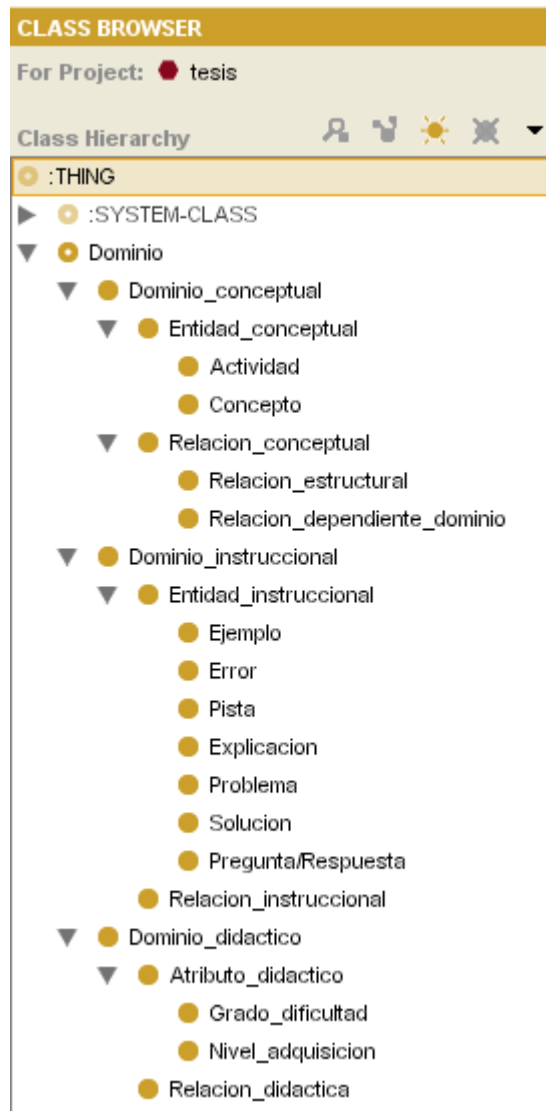 CLASS BROWSER
For Project: tesis
Class Hierarchy
:THING
:SYSTEM-CLASS
Dominio
Dominio_conceptual
Entidad_conceptual
Actividad
Concepto
Relacion_conceptual
Relacion_estructural
Relacion_dependiente_dominio
Dominio_instruccional
Entidad_instruccional
Ejemplo
Error
Pista
Explicacion
Problema
Solucion
Pregunta/Respuesta
Relacion_instruccional
Dominio_didactico
Atributo_didactico
Grado_dificultad
Nivel_adquisicion
Relacion_didactica